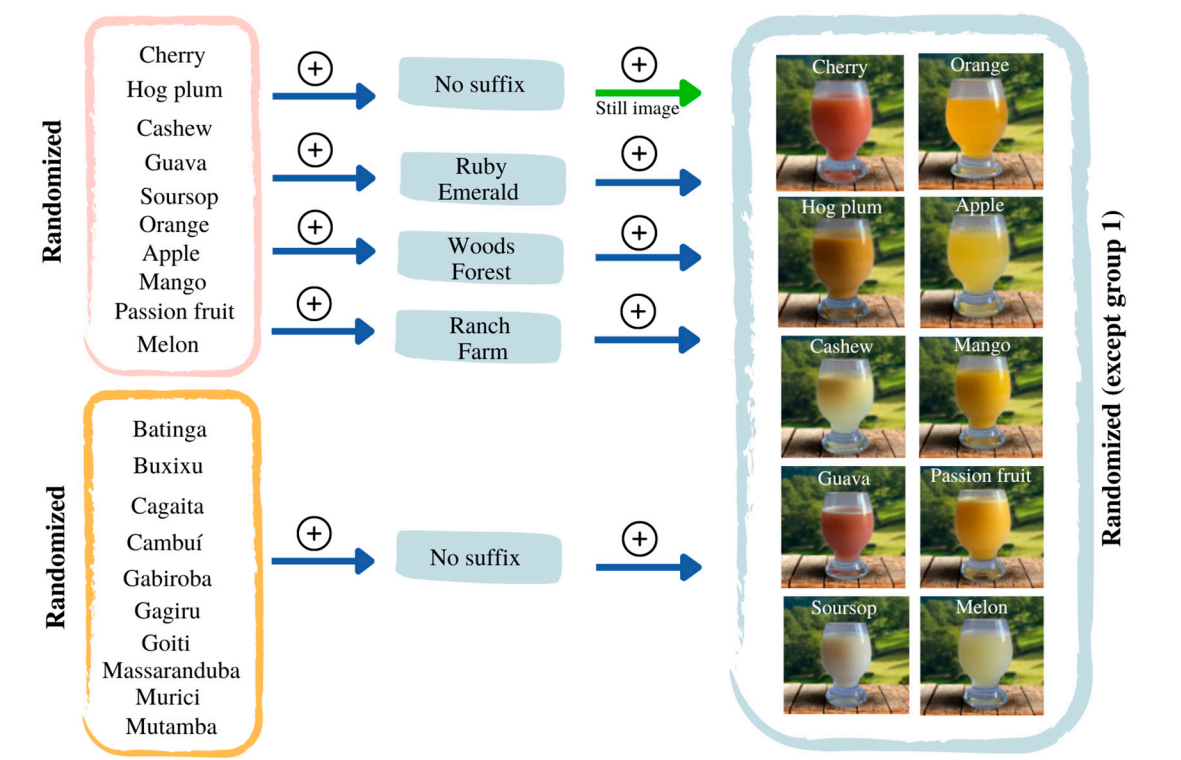 Randomized
Cherry
Hog plum
Cashew
Guava
Soursop
Orange
Apple
Mango
Passion fruit
Melon
No suffix
Ruby
Emerald
Woods
Forest
Ranch
Farm
Still image
Randomized
Batinga
Buxixu
Cagaita
Cambuí
Gabiroba
Gagiru
Goiti
Massaranduba
Murici
Mutamba
No suffix
Cherry
Orange
Hog plum
Apple
Cashew
Mango
Guava
Passion fruit
Soursop
Melon
Randomized (except group 1)